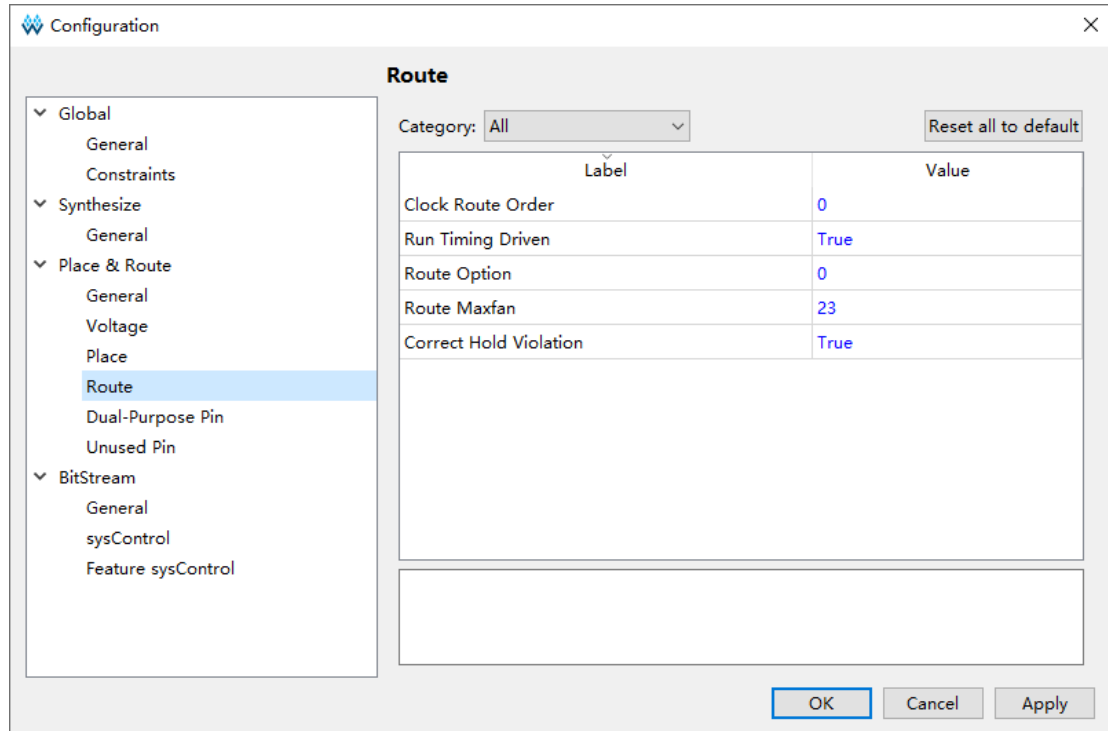 Configuration
Global
General
Constraints
Synthesize
General
Place & Route
General
Voltage
Place
Route
Dual-Purpose Pin
Unused Pin
BitStream
General
sysControl
Feature sysControl
Route
Category: All Reset all to default
Label Value
Clock Route Order 0
Run Timing Driven True
Route Option 0
Route Maxfan 23
Correct Hold Violation True
OK Cancel Apply